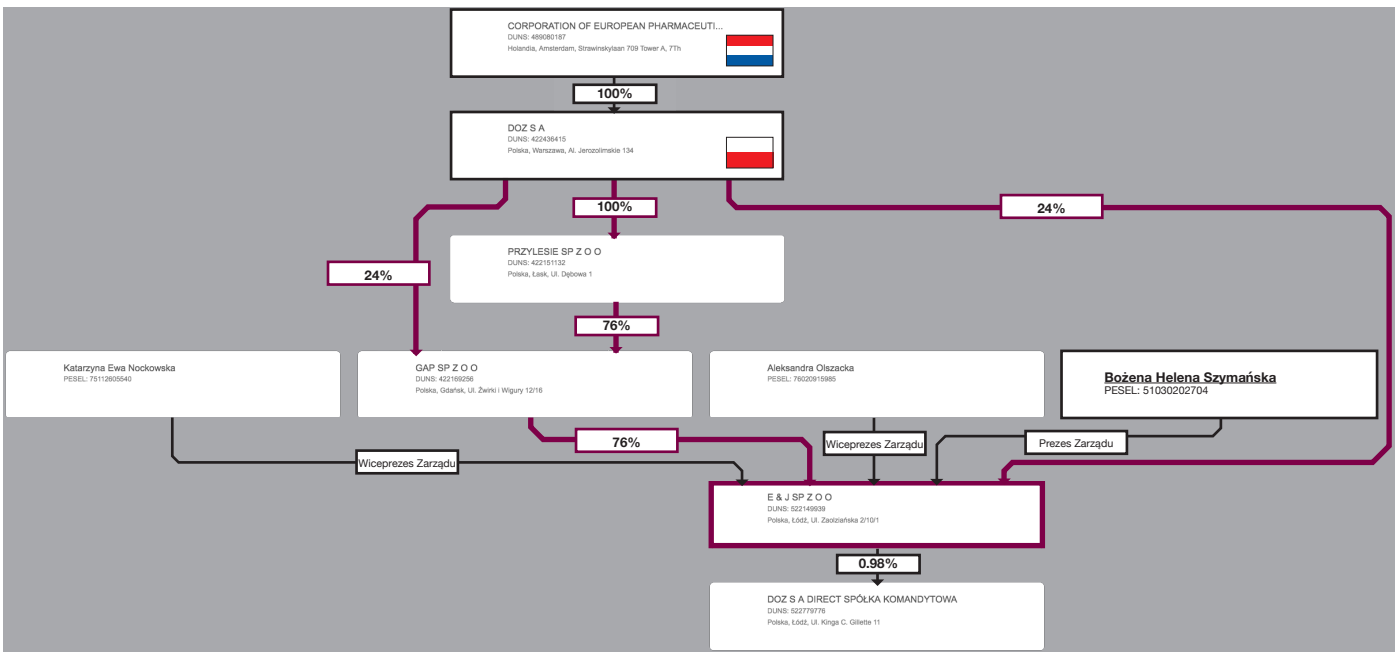 CORPORATION OF EUROPEAN PHARMACEUTI...
DUNS: 489080187
Holandia, Amsterdam, Strawinskylaan 709 Tower A, 7Th
100%
DOZ S A
DUNS: 422436415
Polska, Warszawa, Al. Jerozolimskie 134
100%
24%
PRZYLESIE SP Z O O
DUNS: 422151132
Polska, Łask, Ul. Dębowa 1
24%
76%
Katarzyna Ewa Nockowska
PESEL: 75112605540
GAP SP Z O O
DUNS: 422169256
Polska, Gdańsk, Ul. Żwirki i Wigury 12/16
Aleksandra Olszacka
PESEL: 76020915985
Bożena Helena Szymańska
PESEL: 51030202704
76%
Wiceprezes Zarządu
Prezes Zarządu
Wiceprezes Zarządu
E & J SP Z O O
DUNS: 522149939
Polska, Łódź, Ul. Zaolziańska 2/10/1
0.98%
DOZ S A DIRECT SPÓŁKA KOMANDYTOWA
DUNS: 522779776
Polska, Łódź, Ul. Kinga C. Gillette 11